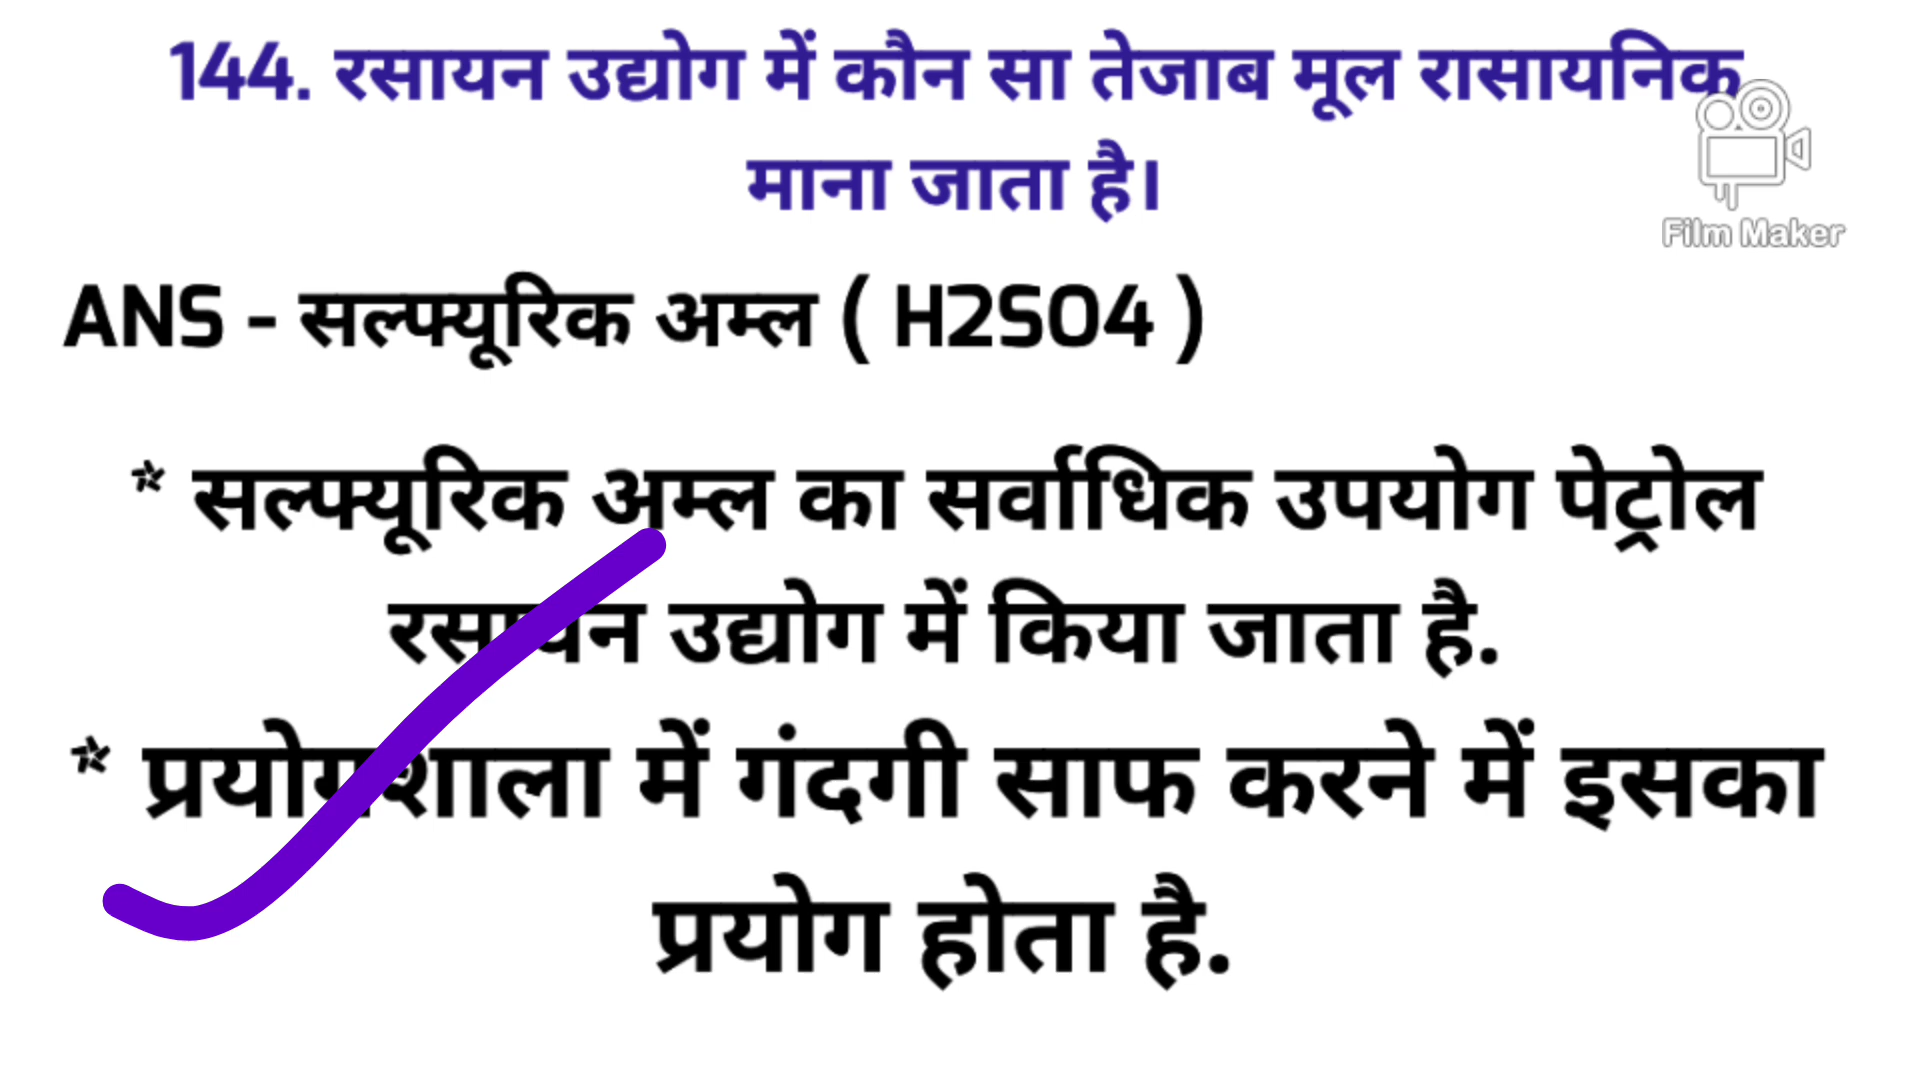 144. रसायन उद्योग में कौन सा तेजाब मूल रासायनिक
माना जाता है।
Film Maker
ANS - सल्फ्यूरिक अम्ल ( H2SO4 )
* सल्फ्यूरिक अम्ल का सर्वाधिक उपयोग पेट्रोल
रसायन उद्योग में किया जाता है.
* प्रयोगशाला में गंदगी साफ करने में इसका
प्रयोग होता है.